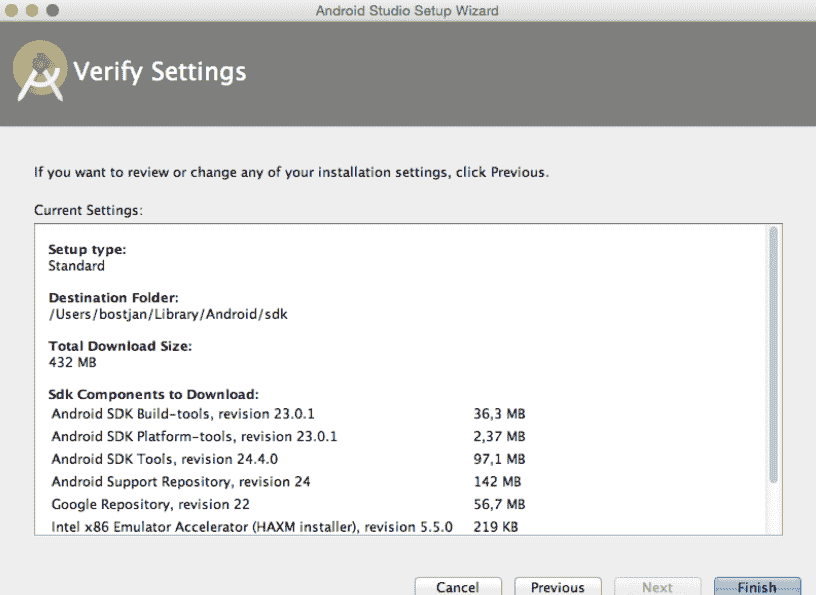 Android Studio Setup Wizard
Verify Settings
If you want to review or change any of your installation settings, click Previous.
Current Settings:
Setup type:
Standard
Destination Folder:
/Users/bostjan/Library/Android/sdk
Total Download Size:
432 MB
Sdk Components to Download:
Android SDK Build-tools, revision 23.0.1 36,3 MB
Android SDK Platform-tools, revision 23.0.1 2,37 MB
Android SDK Tools, revision 24.4.0 97,1 MB
Android Support Repository, revision 24 142 MB
Google Repository, revision 22 56,7 MB
Intel x86 Emulator Accelerator (HAXM installer), revision 5.5.0 219 KB
Cancel Previous Next Finish